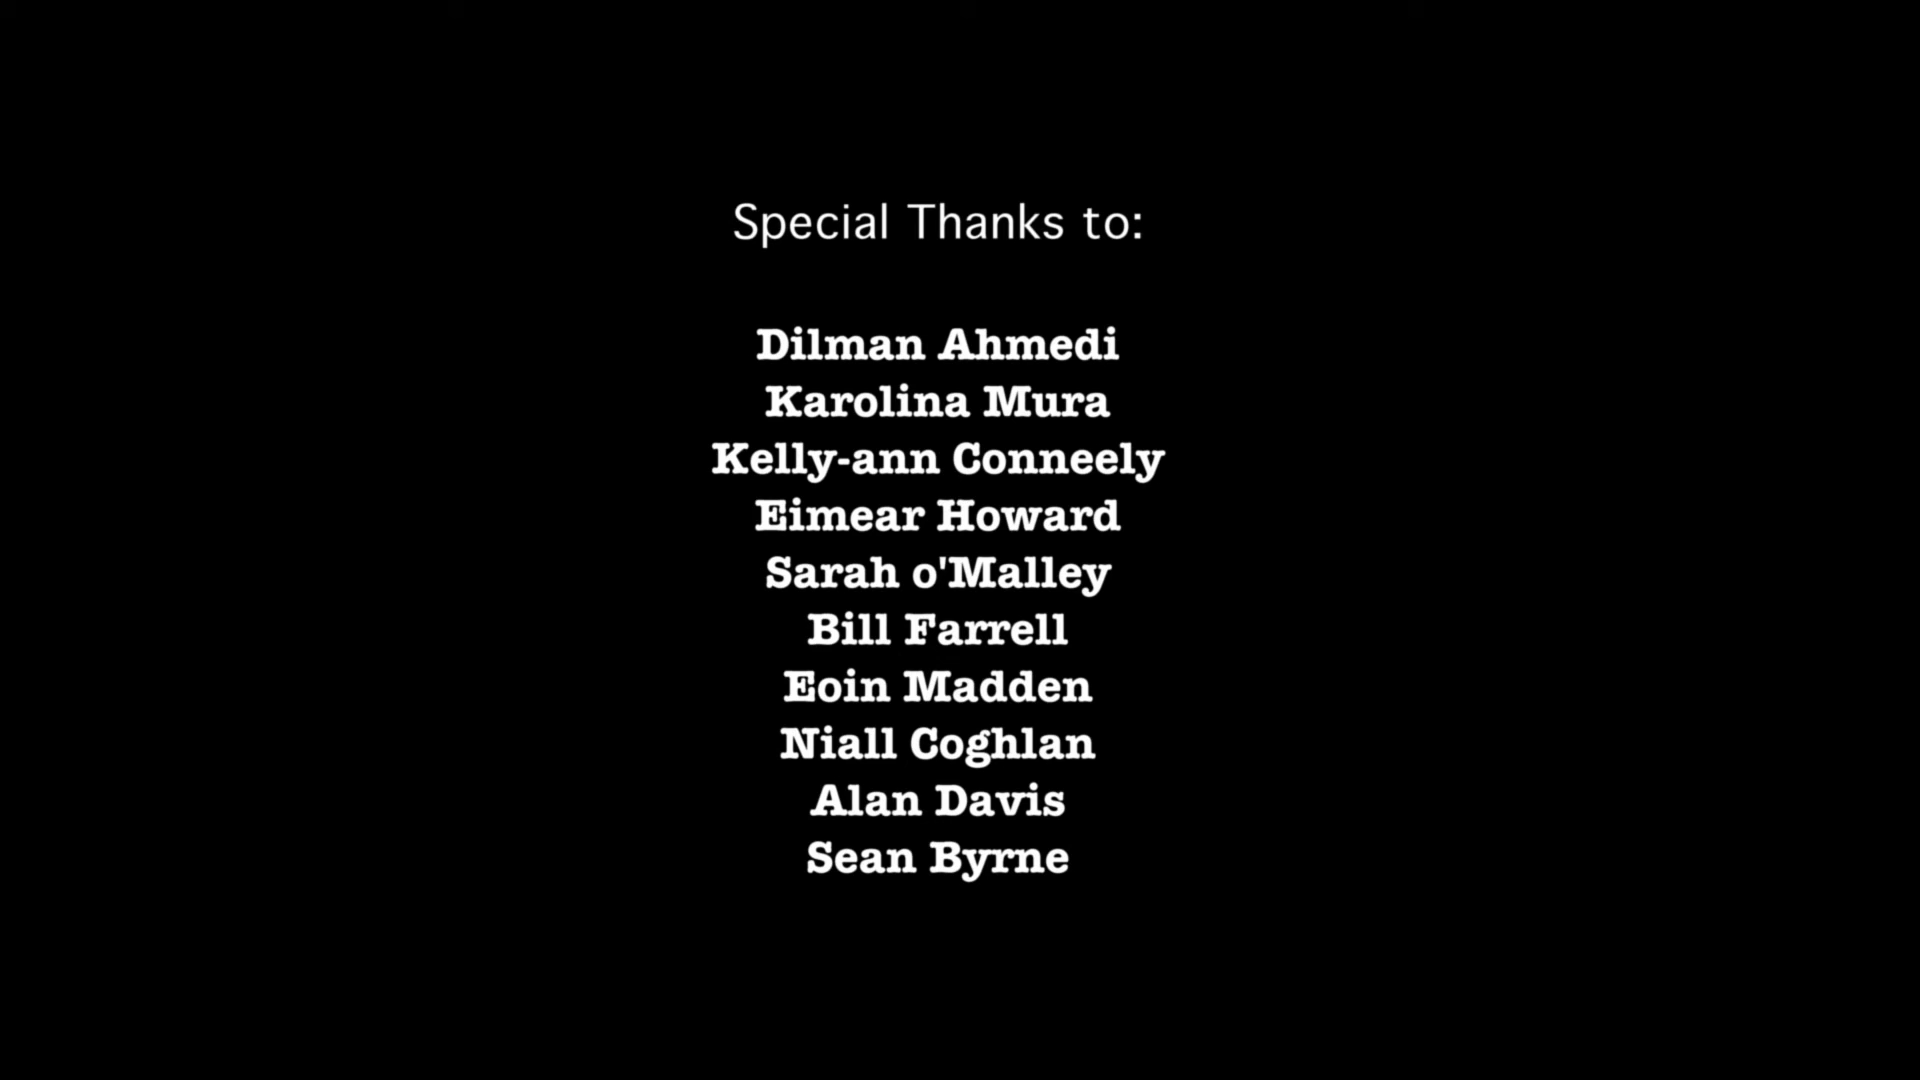 Special Thanks to:
Dilman Ahmedi
Karolina Mura
Kelly-ann Conneely
Eimear Howard
Sarah o'Malley
Bill Farrell
Eoin Madden
Niall Coghlan
Alan Davis
Sean Byrne